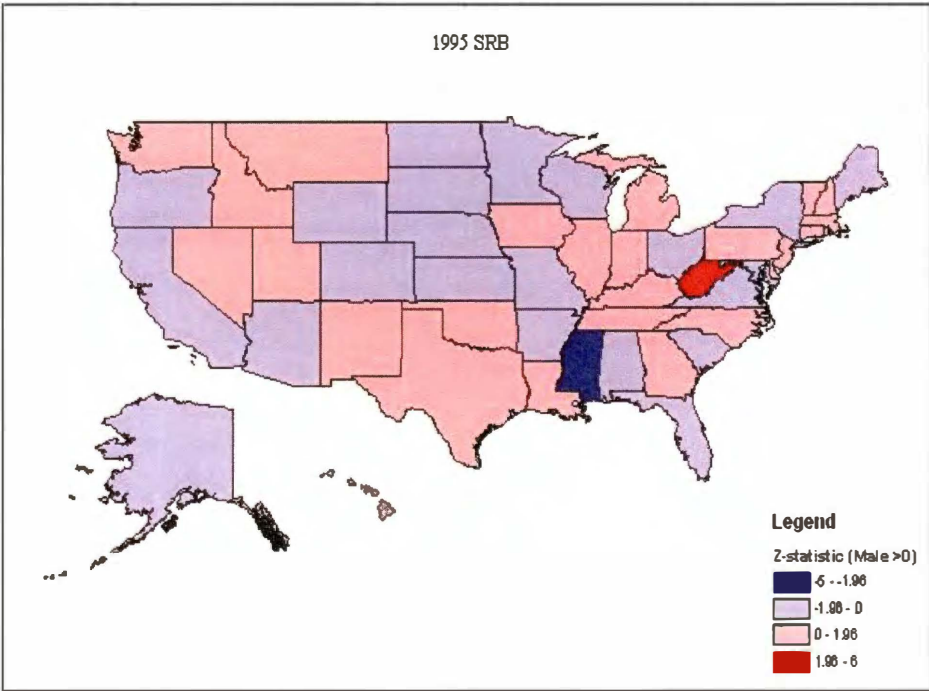 1995 SRB
Legend
Z-statistic (Male >0)
-5 - -1.96
-1.96 - 0
0 - 1.96
1.96 - 6